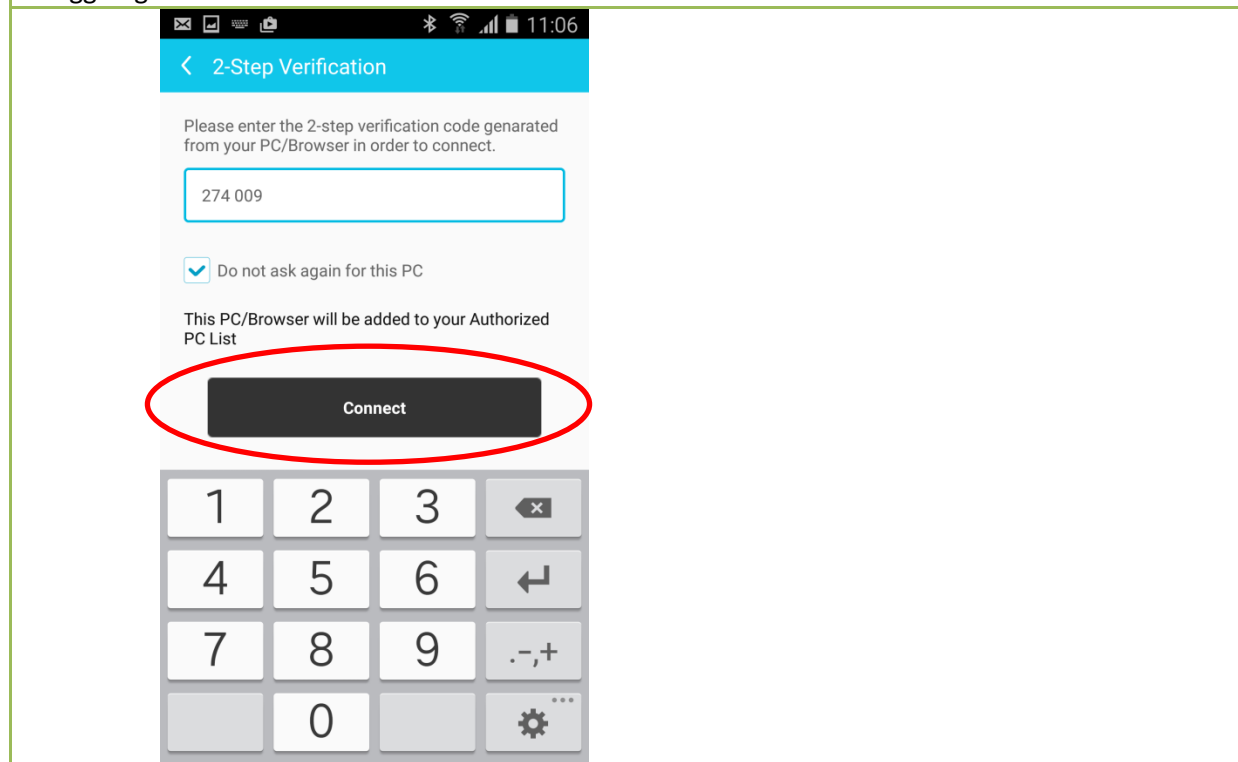 11:06
2-Step Verification
Please enter the 2-step verification code genarated
from your PC/Browser in order to connect.
274 009
Do not ask again for this PC
This PC/Browser will be added to your Authorized
PC List
Connect
1 2 3
4 5 6
7 8 9 .-,+
0